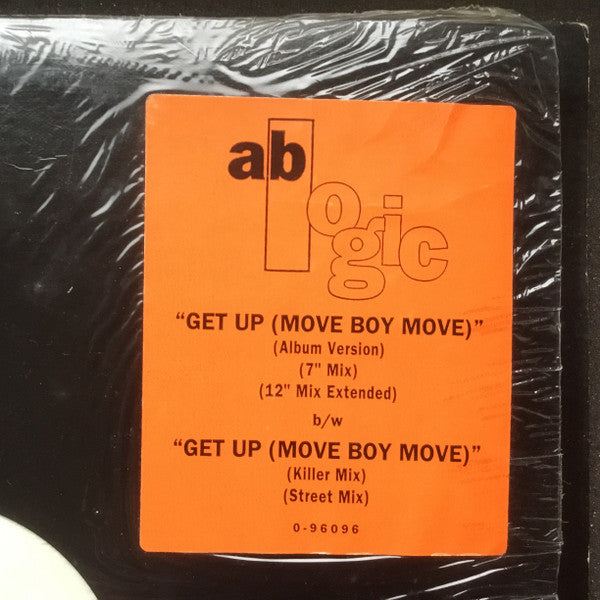 ab
logic
"GET UP (MOVE BOY MOVE)"
(Album Version)
(7" Mix)
(12" Mix Extended)
b/w
"GET UP (MOVE BOY MOVE)"
(Killer Mix)
(Street Mix)
0-96096